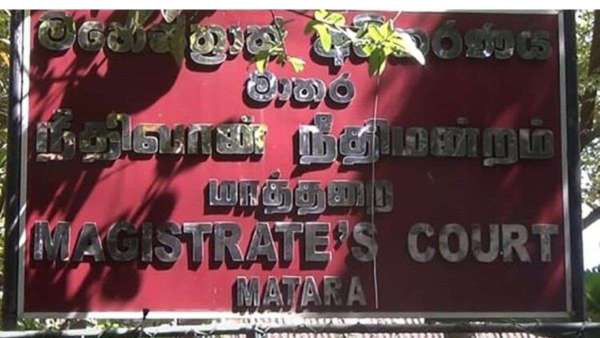 මහේස්ත්‍රාත් අධිකරණය
මාතර
நீதிவான் நீதிமன்றம்
மாத்தறை
MAGISTRATE'S COURT
MATARA